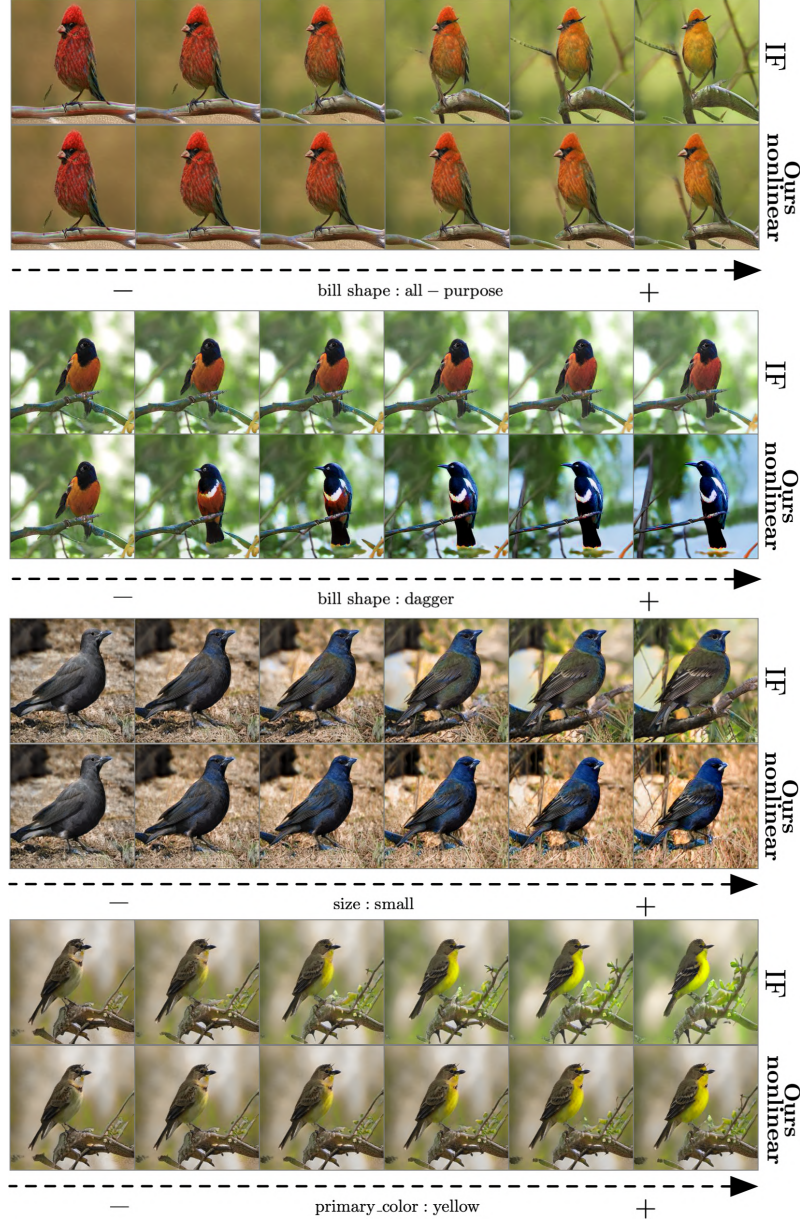 IF
Ours
nonlinear
— bill shape : all − purpose +
IF
Ours
nonlinear
— bill shape : dagger +
IF
Ours
nonlinear
— size : small +
IF
Ours
nonlinear
— primary_color : yellow +